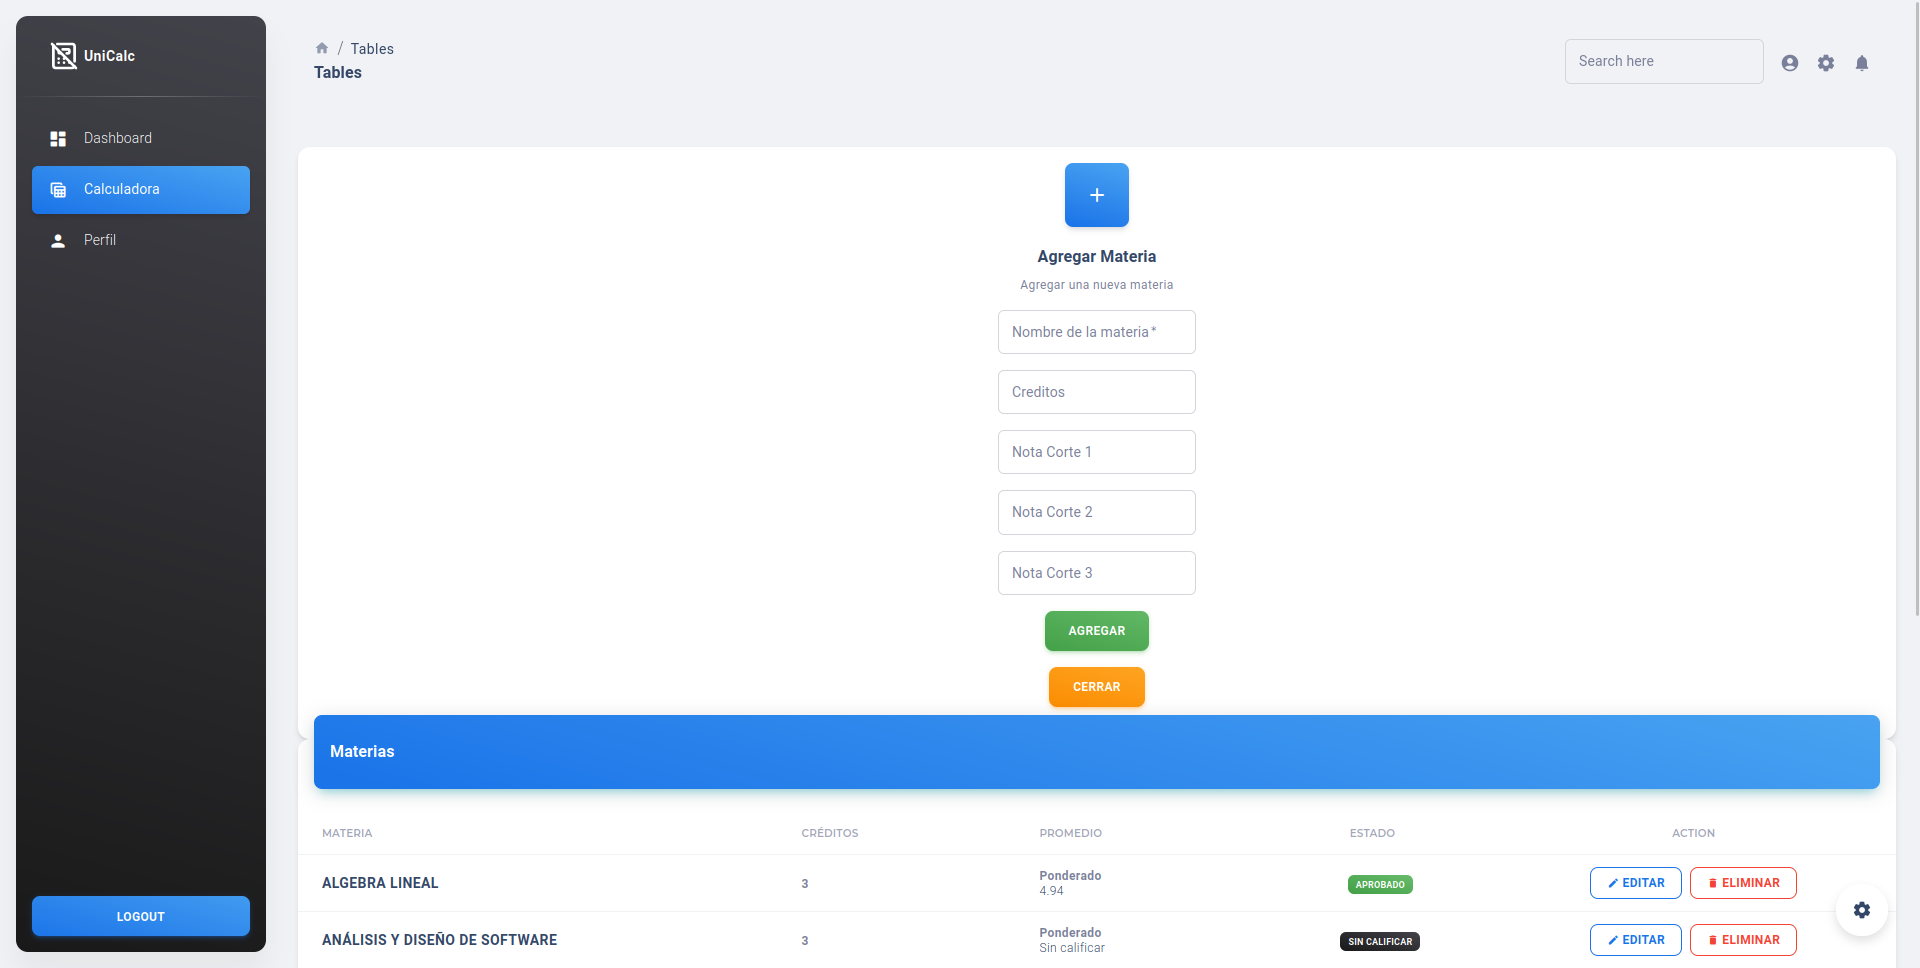 UniCalc
Dashboard
Calculadora
Perfil
LOGOUT
/ Tables
Tables
Search here
+
Agregar Materia
Agregar una nueva materia
Nombre de la materia *
Creditos
Nota Corte 1
Nota Corte 2
Nota Corte 3
AGREGAR
CERRAR
Materias
MATERIA CRÉDITOS PROMEDIO ESTADO ACTION
ALGEBRA LINEAL 3 Ponderado APROBADO EDITAR ELIMINAR
4.94
ANÁLISIS Y DISEÑO DE SOFTWARE 3 Ponderado SIN CALIFICAR EDITAR ELIMINAR
Sin calificar